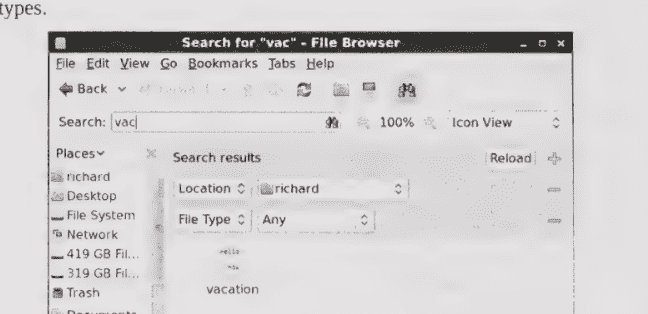 types.
Search for "vac" - File Browser
File Edit View Go Bookmarks Tabs Help
Back
Search: vac 100% Icon View
Places
Search results Reload
richard
Location richard
Desktop
File System
File Type Any
Network
419 GB Fil...
319 GB Fil...
vacation
Trash
Documents